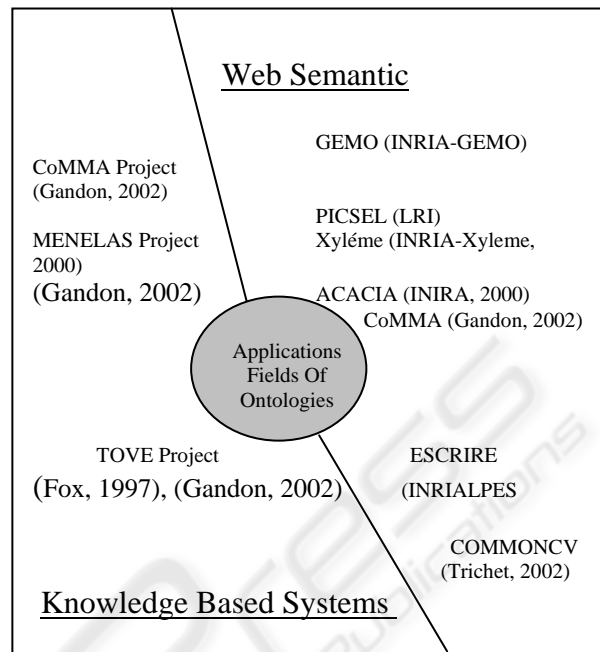 Web Semantic
GEMO (INRIA-GEMO)
CoMMA Project
(Gandon, 2002)
PICSEL (LRI)
Xyléme (INRIA-Xyleme,
MENELAS Project
2000)
(Gandon, 2002)
ACACIA (INIRA, 2000)
CoMMA (Gandon, 2002)
Applications
Fields Of
Ontologies
TOVE Project
(Fox, 1997), (Gandon, 2002)
ESCRIRE
(INRIALPES
COMMONCV
(Trichet, 2002)
Knowledge Based Systems